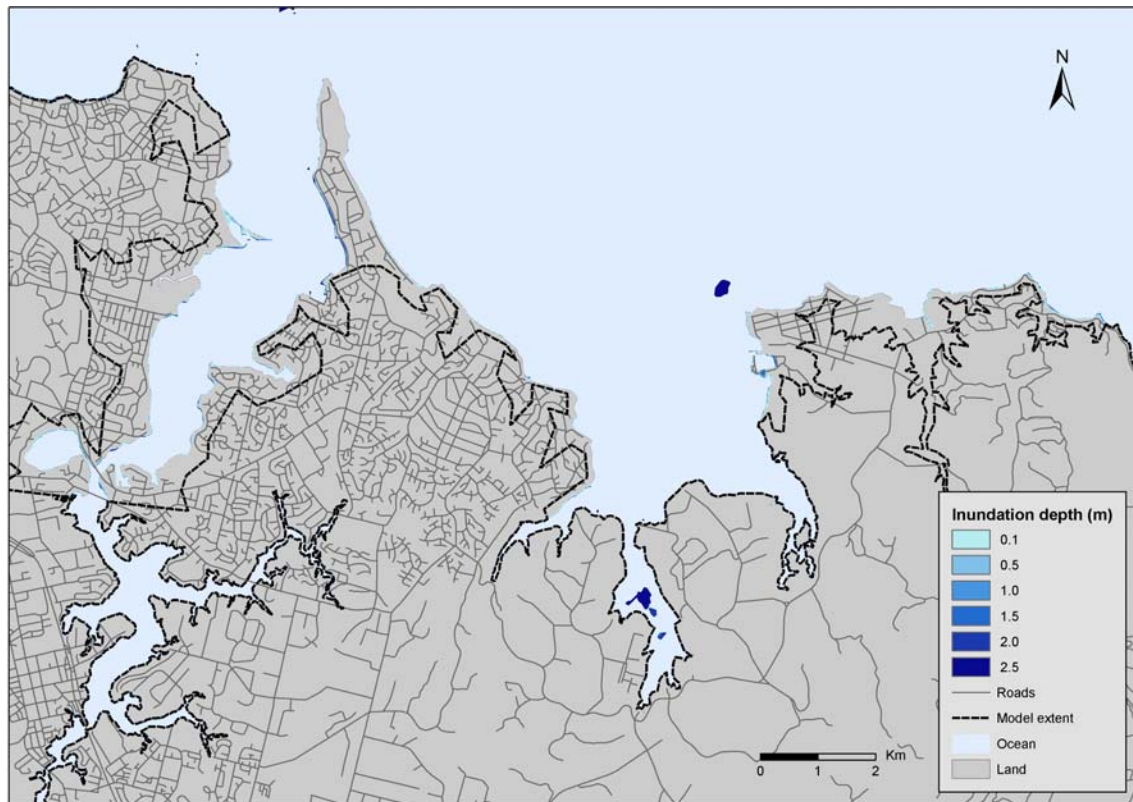 N
Inundation depth (m)
0.1
0.5
1.0
1.5
2.0
2.5
Roads
Model extent
Ocean
Land
Km
0 1 2